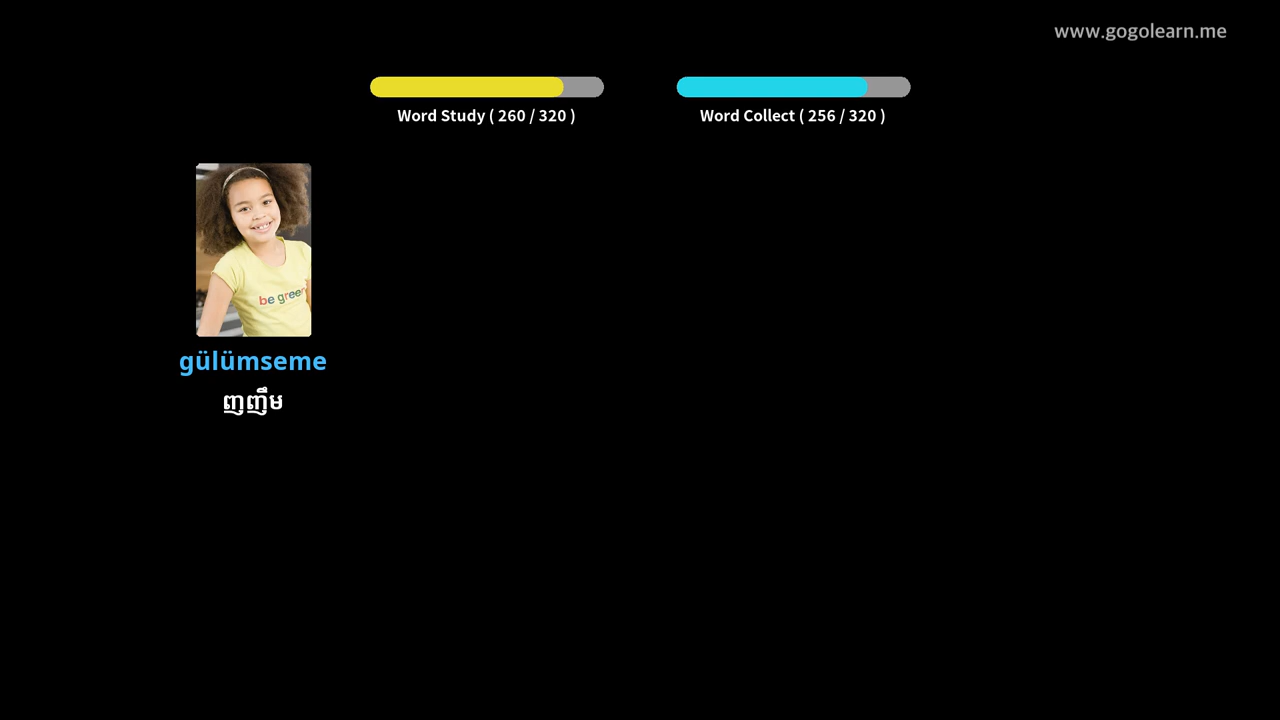 www.gogolearn.me
Word Study ( 260 / 320 )
Word Collect ( 256 / 320 )
be green
gülümseme
ញញឹម